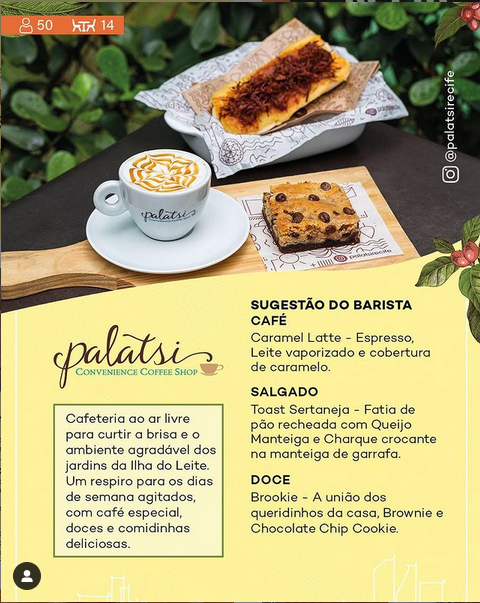 50 14
@palatsirecife
palatsi
palatsirecife
SUGESTÃO DO BARISTA
CAFÉ
Caramel Latte - Espresso,
Leite vaporizado e cobertura
de caramelo.
SALGADO
Toast Sertaneja - Fatia de
pão recheada com Queijo
Manteiga e Charque crocante
na manteiga de garrafa.
DOCE
Brookie - A união dos
queridinhos da casa, Brownie e
Chocolate Chip Cookie.
palatsi
CONVENIENCE COFFEE SHOP
Cafeteria ao ar livre
para curtir a brisa e o
ambiente agradável dos
jardins da Ilha do Leite.
Um respiro para os dias
de semana agitados,
com café especial,
doces e comidinhas
deliciosas.